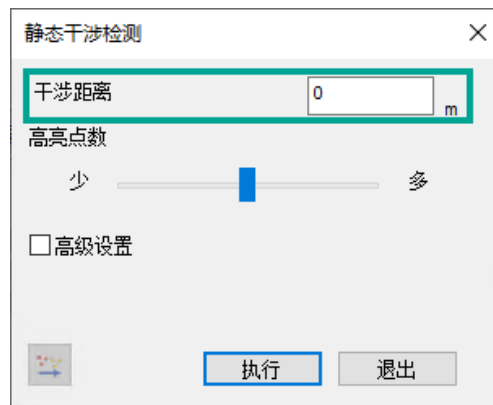 静态干涉检测
干涉距离 0 m
高亮点数
少 多
高级设置
执行 退出